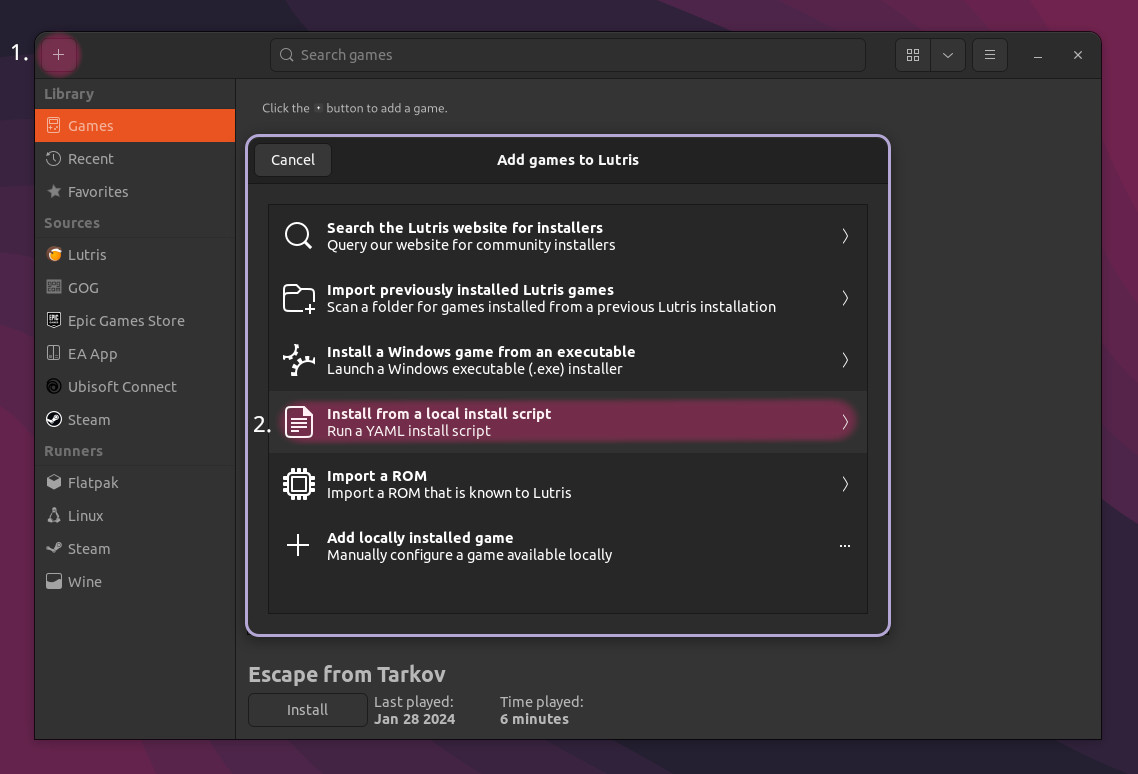 1.
+
Search games
Library
Games
Recent
Favorites
Sources
Lutris
GOG
Epic Games Store
EA App
Ubisoft Connect
Steam
Runners
Flatpak
Linux
Steam
Wine
Click the + button to add a game.
Cancel
Add games to Lutris
Search the Lutris website for installers
Query our website for community installers
Import previously installed Lutris games
Scan a folder for games installed from a previous Lutris installation
Install a Windows game from an executable
Launch a Windows executable (.exe) installer
2.
Install from a local install script
Run a YAML install script
Import a ROM
Import a ROM that is known to Lutris
Add locally installed game
Manually configure a game available locally
...
Escape from Tarkov
Install
Last played:
Jan 28 2024
Time played:
6 minutes